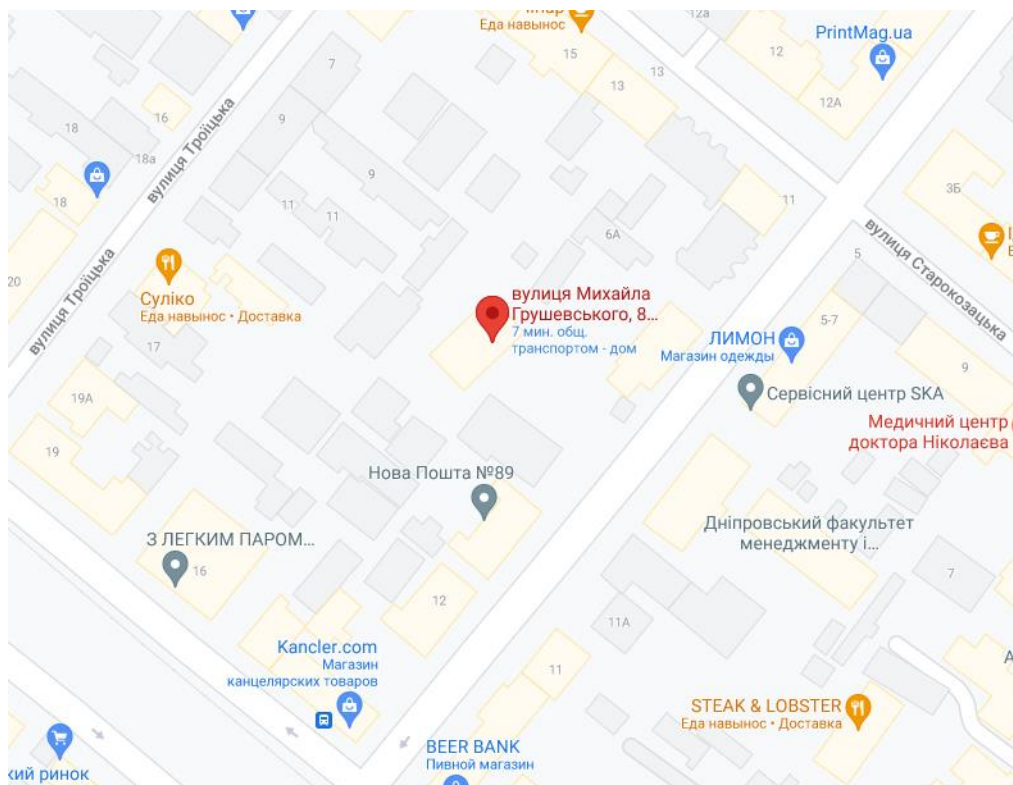 Еда навынос
12а
PrintMag.ua
15
12
7
13
13
12А
16
9
18
18а
9
вулиця Троїцька
11
3Б
18
11
11
6А
вулиця Старокозацька
5
20
Суліко
Еда навынос • Доставка
вулиця Михайла
Грушевського, 8...
7 мин. общ.
транспортом - дом
5-7
вулиця Троїцька
17
ЛИМОН
Магазин одежды
9
19А
Сервісний центр SKA
Медичний центр
доктора Ніколаєва
19
Нова Пошта №89
Дніпровський факультет
менеджменту і...
З ЛЕГКИМ ПАРОМ...
16
7
12
11А
Kancler.com
Магазин
канцелярских товаров
11
STEAK & LOBSTER
Еда навынос • Доставка
BEER BANK
Пивной магазин
кий ринок